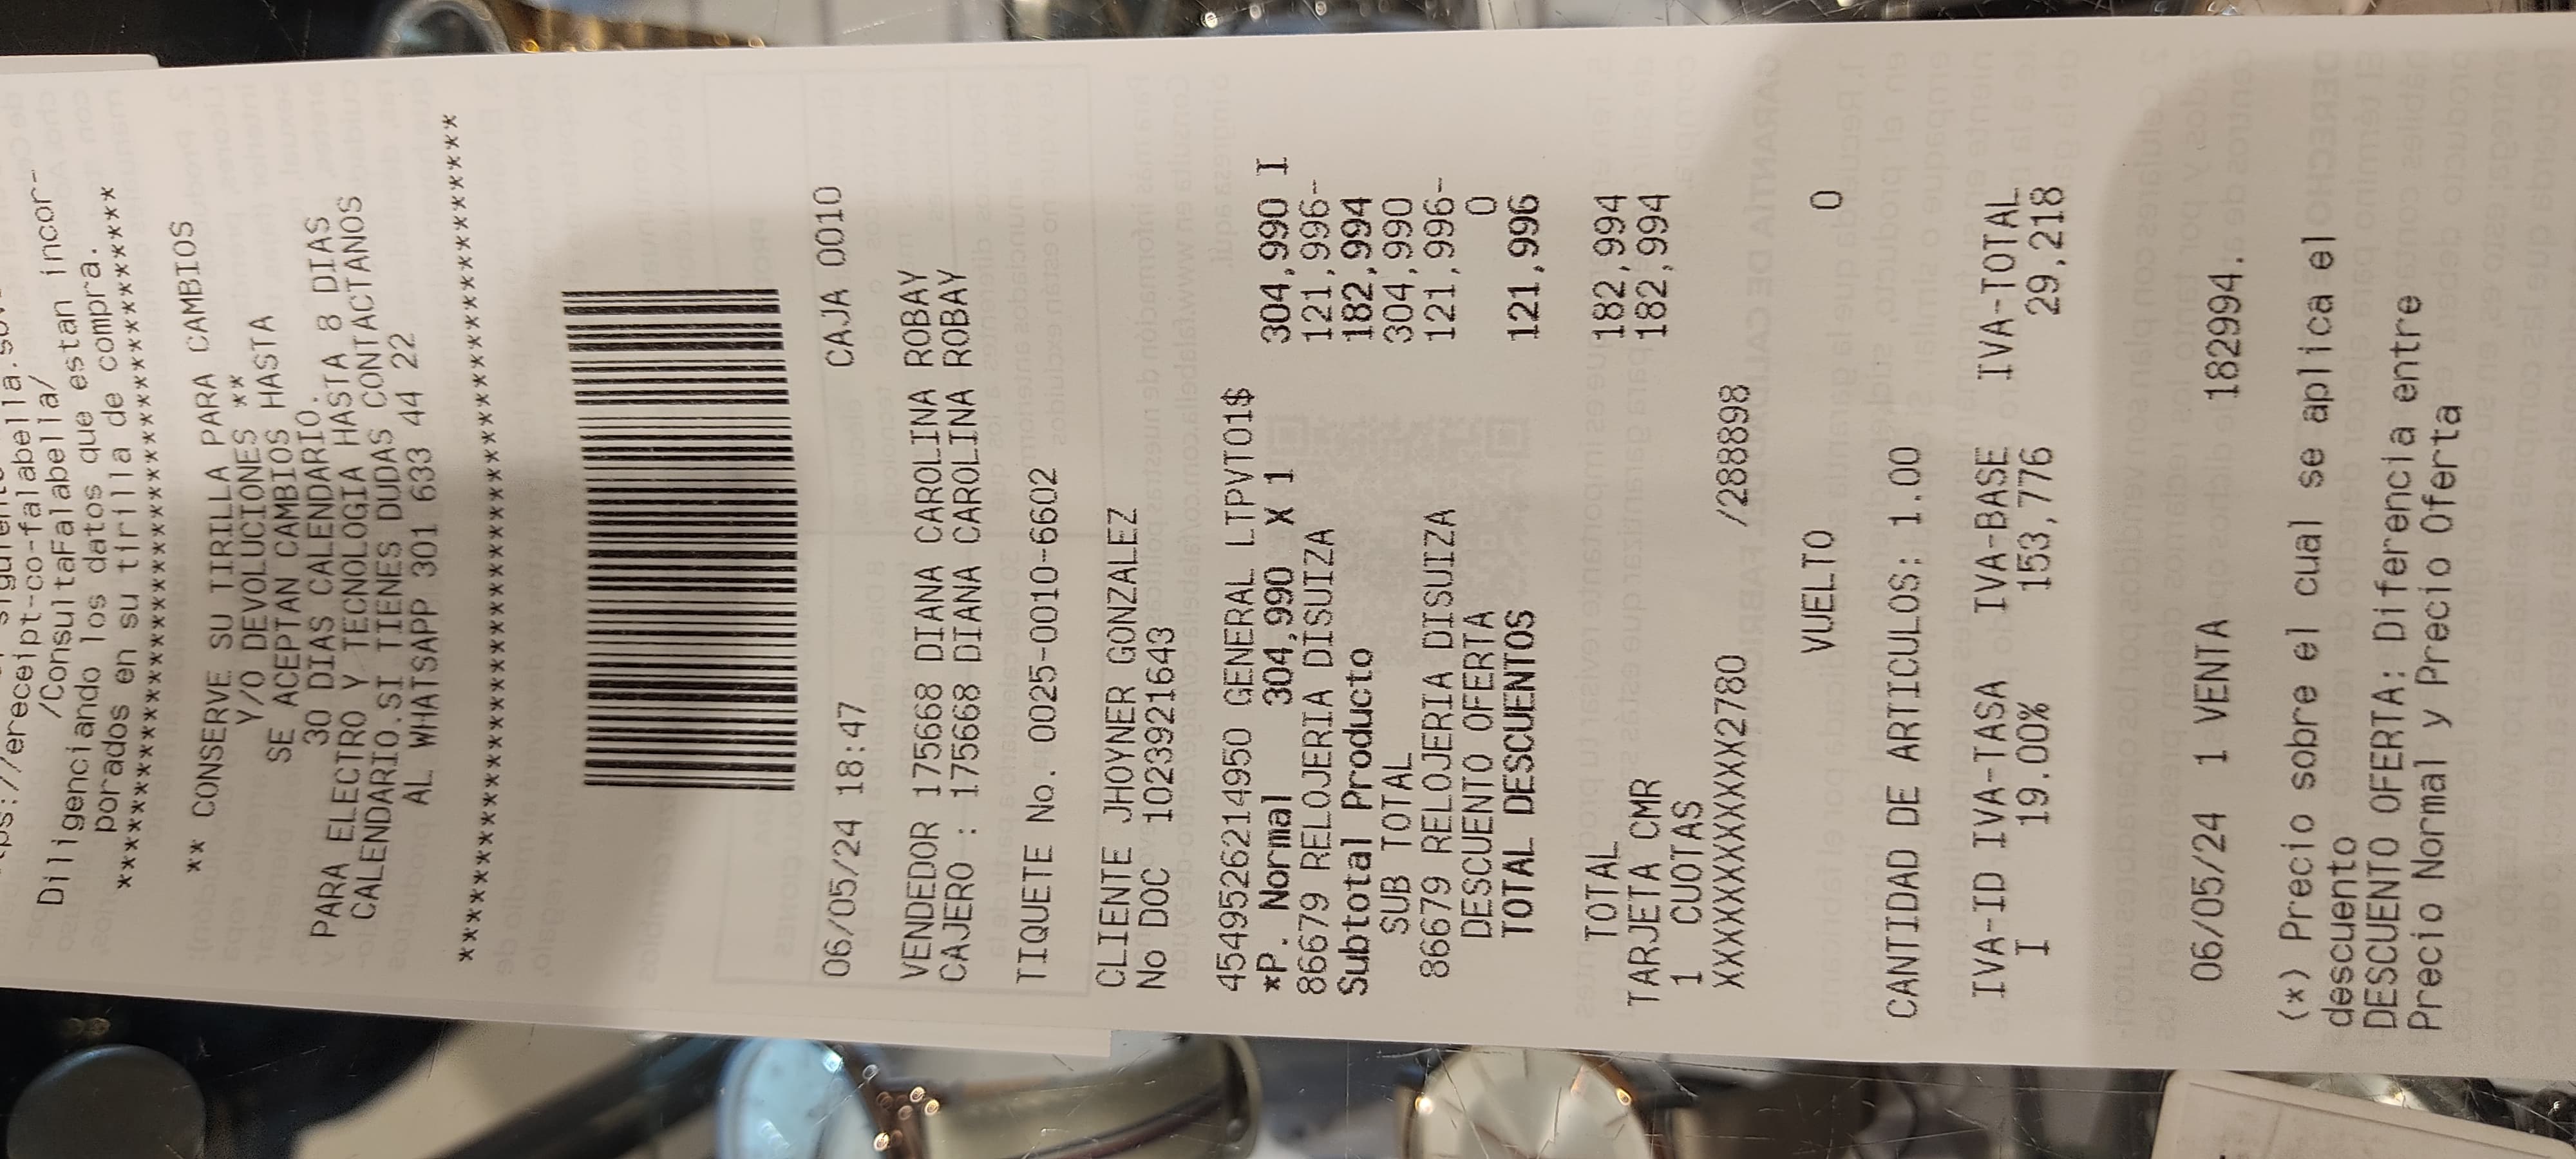 https://ereceipt-co-falabella.
/ConsultaFalabella/
Diligenciando los datos que estan incor-
porados en su tirilla de compra.
************************************
** CONSERVE SU TIRILLA PARA CAMBIOS
Y/O DEVOLUCIONES **
SE ACEPTAN CAMBIOS HASTA
30 DIAS CALENDARIO.
PARA ELECTRO Y TECNOLOGIA HASTA 8 DIAS
CALENDARIO.SI TIENES DUDAS CONTACTANOS
AL WHATSAPP 301 633 44 22
****************************************
06/05/24 18:47 CAJA 0010
VENDEDOR 175668 DIANA CAROLINA ROBAY
CAJERO : 175668 DIANA CAROLINA ROBAY
TIQUETE No. 0025-0010-6602
CLIENTE JHOYNER GONZALEZ
No DOC 1023921643
4549526214950 GENERAL LTPVT01$
*P. Normal 304,990 X 1 304,990 I
86679 RELOJERIA DISUIZA 121,996-
Subtotal Producto 182,994
SUB TOTAL 304,990
86679 RELOJERIA DISUIZA 121,996-
DESCUENTO OFERTA 0
TOTAL DESCUENTOS 121,996
TOTAL 182,994
TARJETA CMR 182,994
1 CUOTAS
XXXXXXXXXXXX2780 /288898
VUELTO 0
CANTIDAD DE ARTICULOS: 1.00
IVA-ID IVA-TASA IVA-BASE IVA-TOTAL
I 19.00% 153,776 29,218
06/05/24 1 VENTA 182994.
(*) Precio sobre el cual se aplica el
descuento
DESCUENTO OFERTA: Diferencia entre
Precio Normal y Precio Oferta